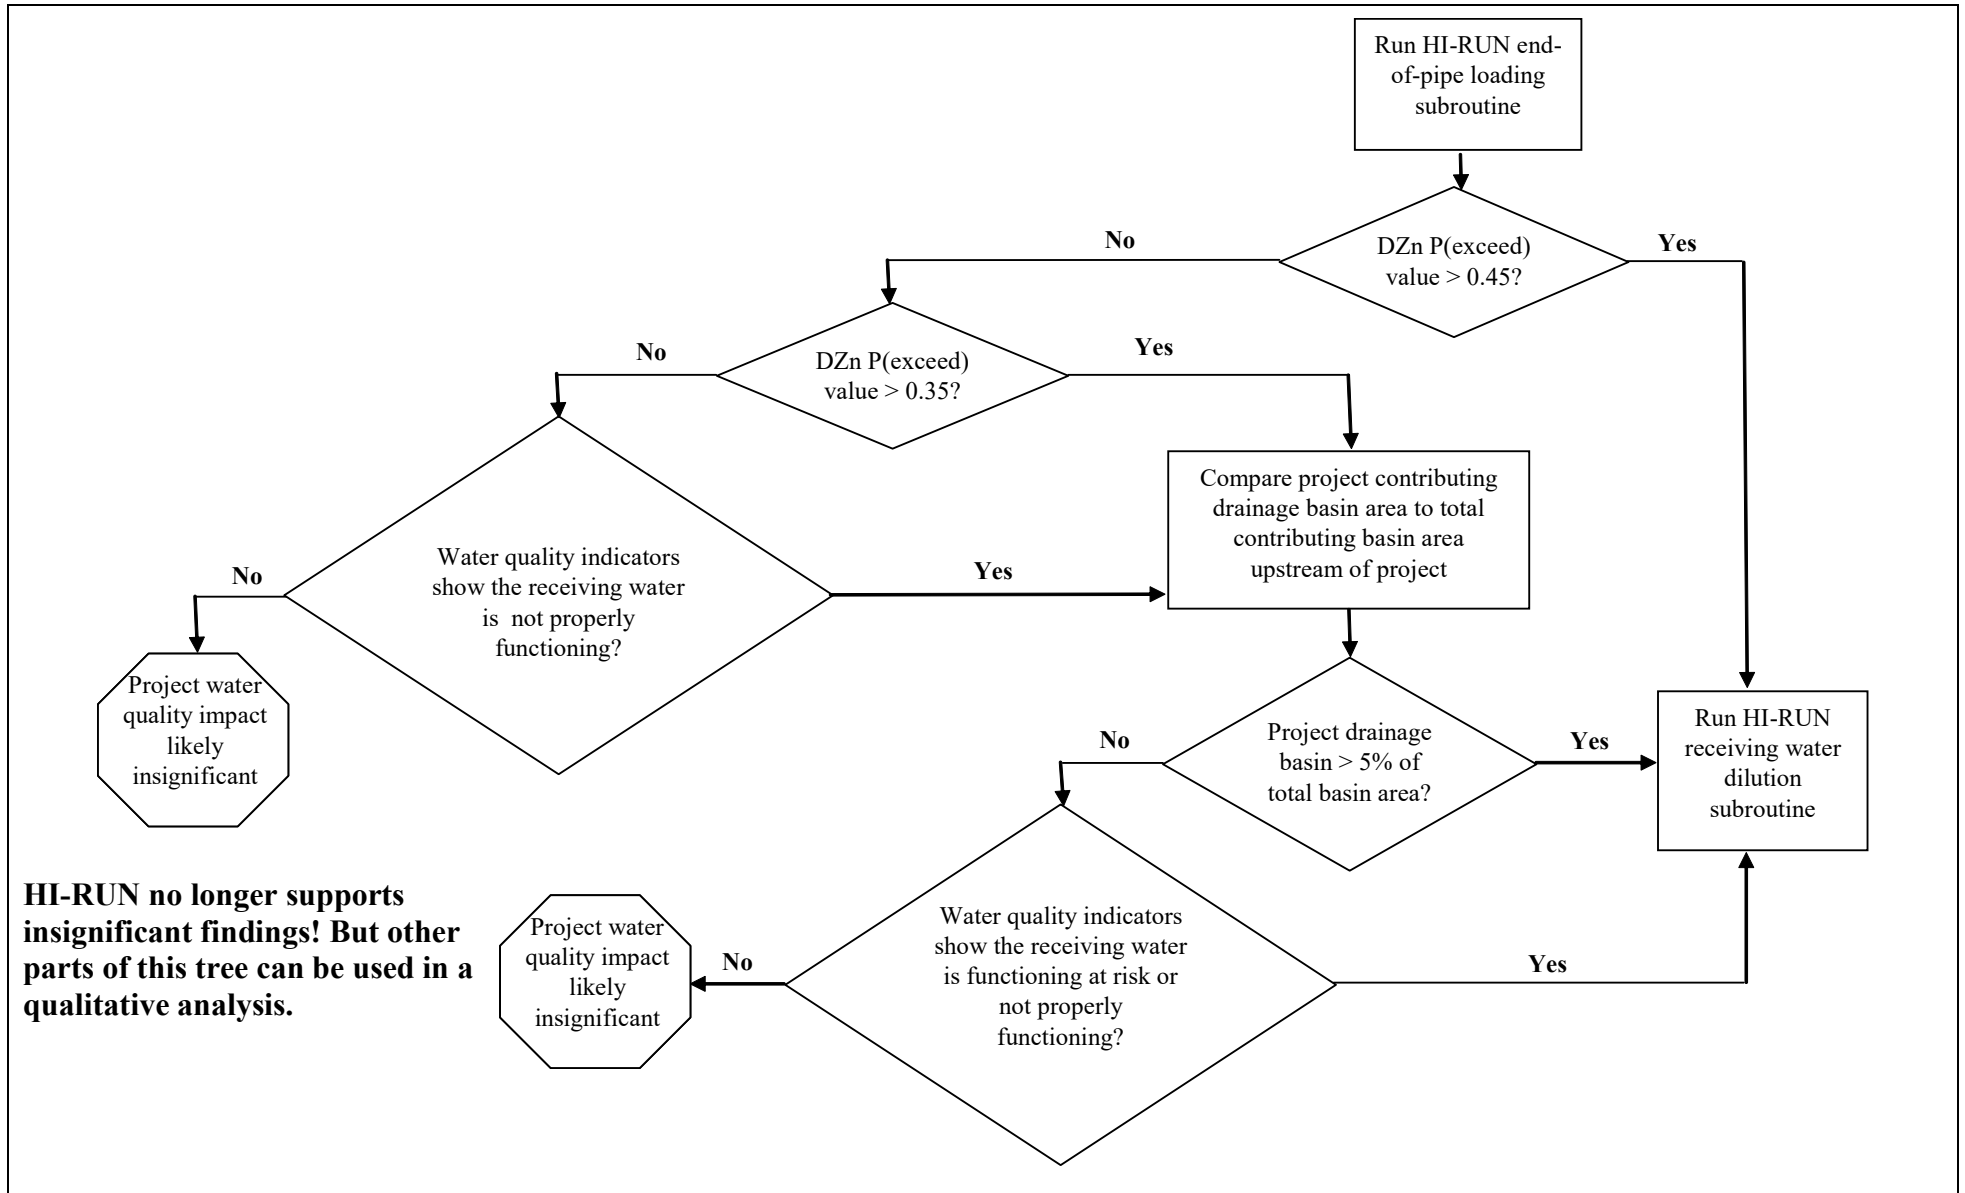 Run HI-RUN end-
of-pipe loading
subroutine
DZn P(exceed)
value > 0.45?
No
Yes
DZn P(exceed)
value > 0.35?
No
Yes
Compare project contributing
drainage basin area to total
contributing basin area
upstream of project
Water quality indicators
show the receiving water
is  not properly
functioning?
No
Yes
Project water
quality impact
likely
insignificant
Project drainage
basin > 5% of
total basin area?
No
Yes
Run HI-RUN
receiving water
dilution
subroutine
Water quality indicators
show the receiving water
is functioning at risk or
not properly
functioning?
No
Yes
Project water
quality impact
likely
insignificant
HI-RUN no longer supports
insignificant findings! But other
parts of this tree can be used in a
qualitative analysis.